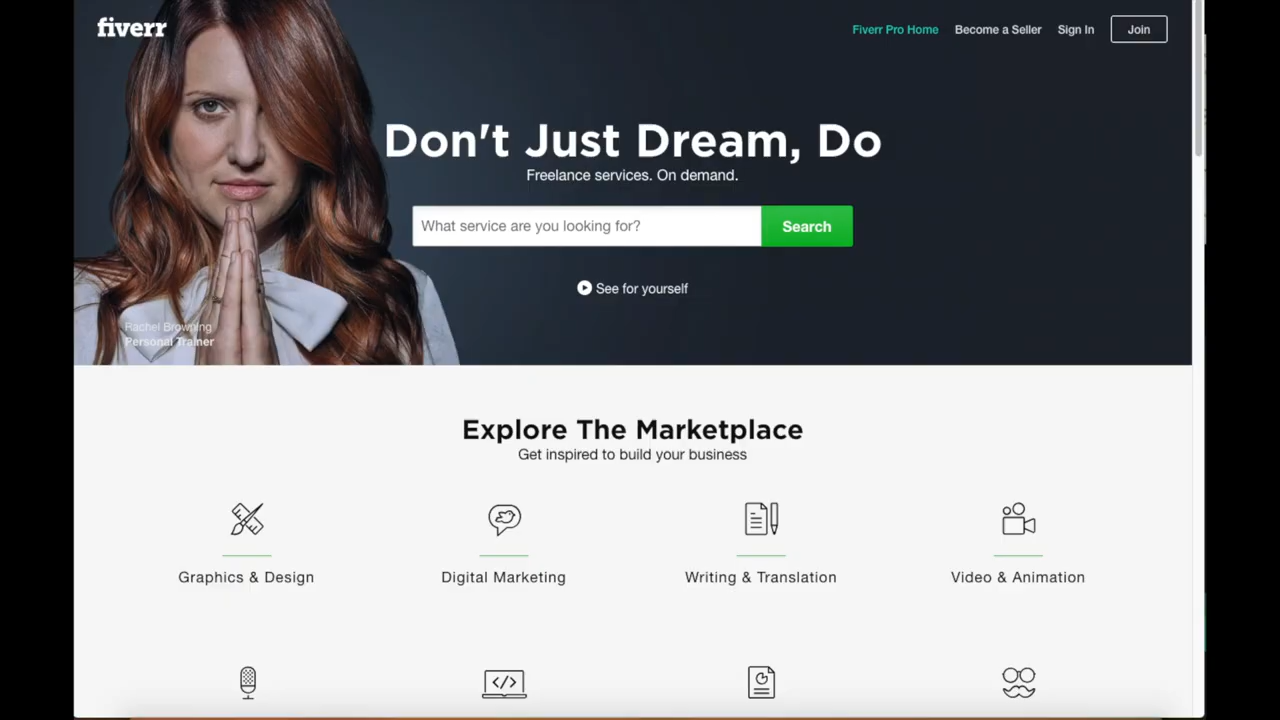 fiverr
Fiverr Pro Home
Become a Seller
Sign In
Join
Don't Just Dream, Do
Freelance services. On demand.
What service are you looking for?
Search
See for yourself
Rachel Browning
Personal Trainer
Explore The Marketplace
Get inspired to build your business
Graphics & Design
Digital Marketing
Writing & Translation
Video & Animation